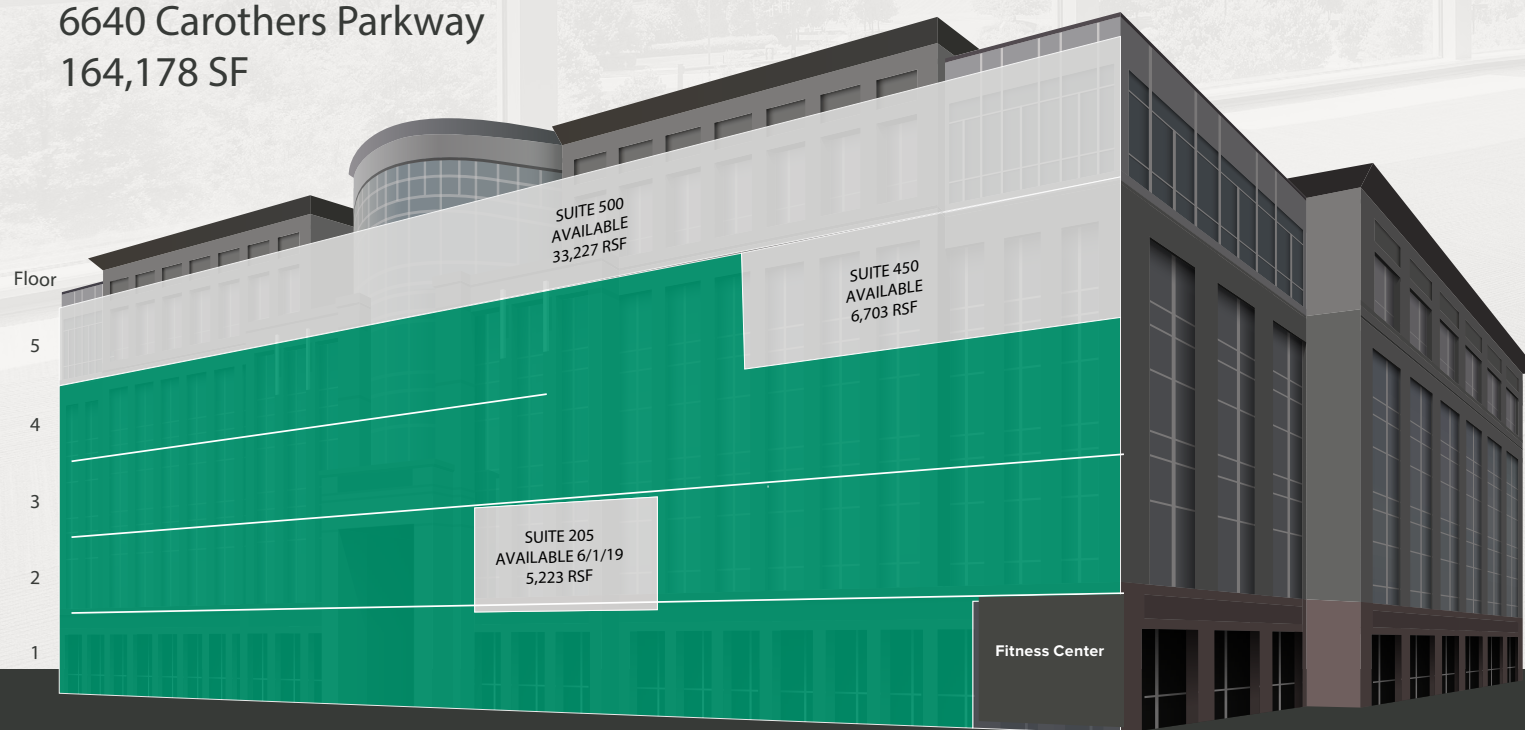 6640 Carothers Parkway
164,178 SF
SUITE 500
AVAILABLE
33,227 RSF
SUITE 450
AVAILABLE
6,703 RSF
Floor
5
4
3
2
1
SUITE 205
AVAILABLE 6/1/19
5,223 RSF
Fitness Center